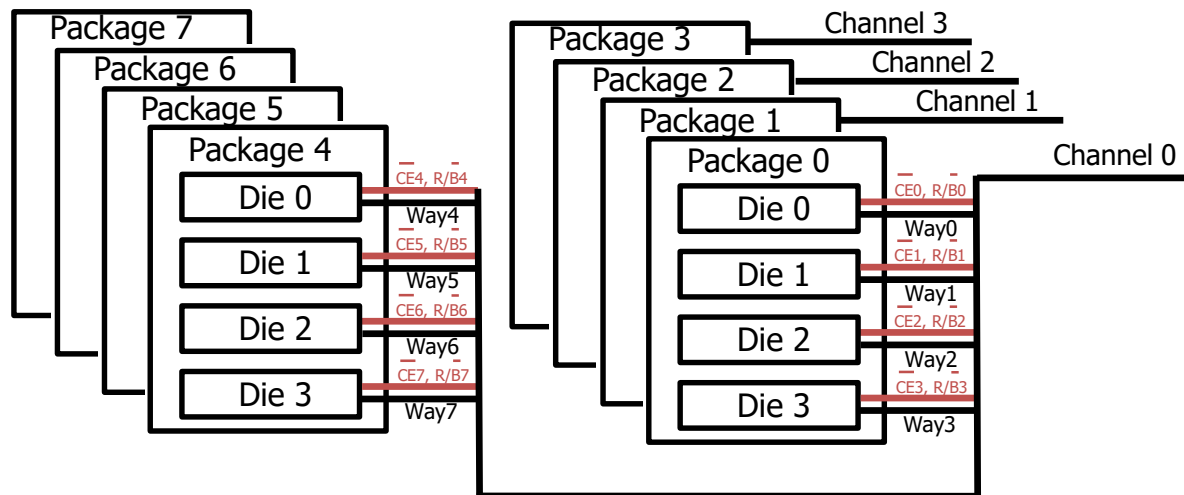 Package 7
Package 6
Package 5
Package 4
Die 0
CE4, R/B4
Way4
Die 1
CE5, R/B5
Way5
Die 2
CE6, R/B6
Way6
Die 3
CE7, R/B7
Way7
Package 3
Channel 3
Package 2
Channel 2
Package 1
Channel 1
Package 0
Channel 0
Die 0
CE0, R/B0
Way0
Die 1
CE1, R/B1
Way1
Die 2
CE2, R/B2
Way2
Die 3
CE3, R/B3
Way3